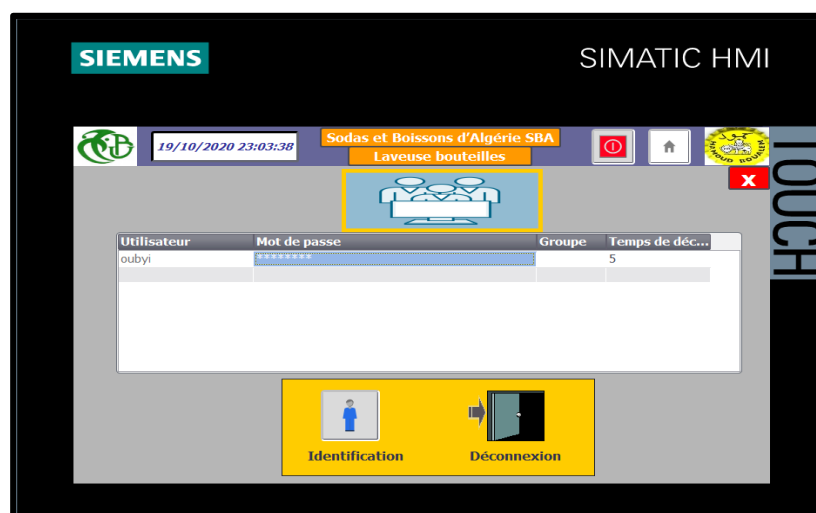 SIEMENS
SIMATIC HMI
TOUCH
19/10/2020 23:03:38
Sodas et Boissons d'Algérie SBA
Laveuse bouteilles
X
Utilisateur Mot de passe Groupe Temps de déc...
oubyi ******** 5
Identification Déconnexion